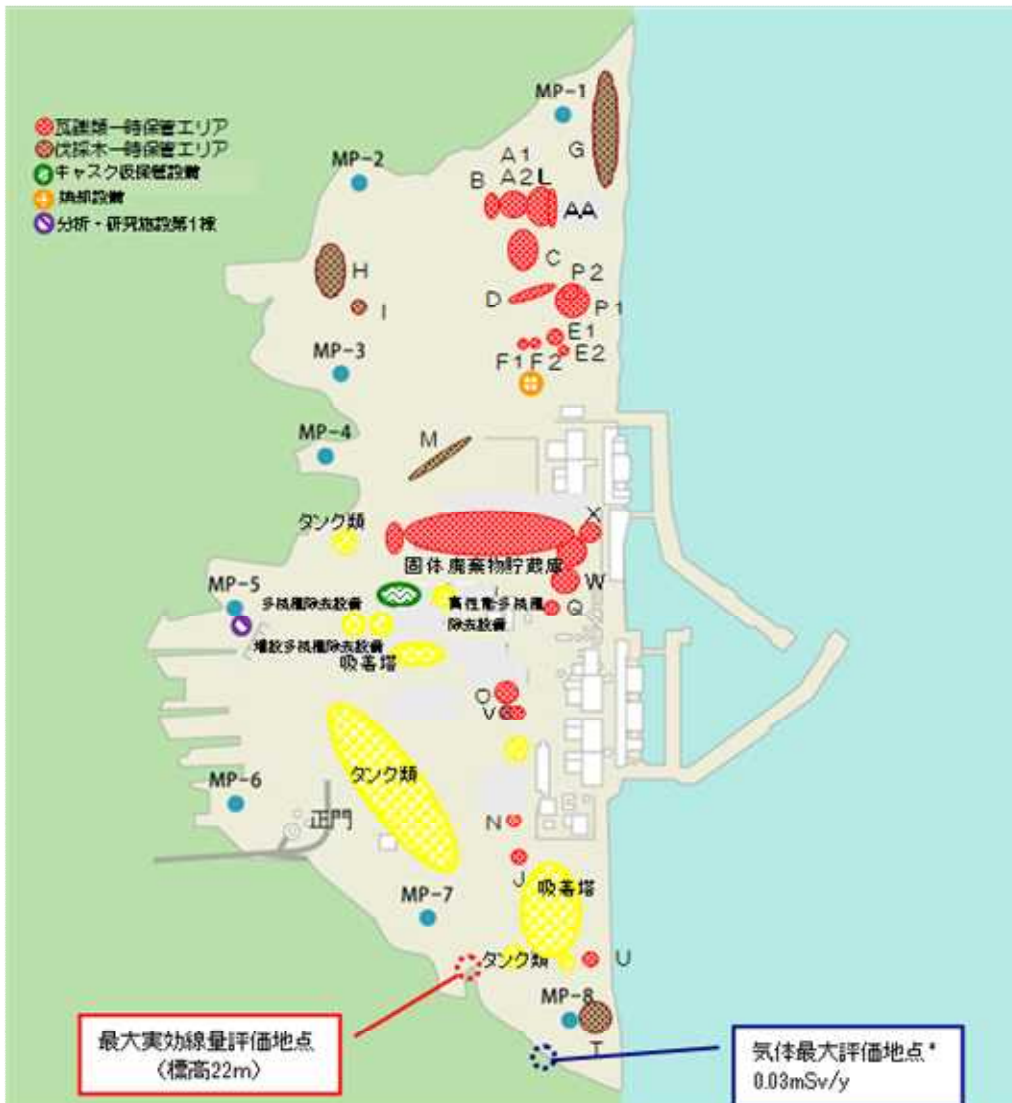 瓦礫類一時保管エリア
伐採木一時保管エリア
キャスク仮保管設備
焼却設備
分析・研究施設第1棟
MP-1
G
MP-2
A1
A2
L
B
AA
C
H
I
P2
D
P1
E1
E2
F1
F2
MP-3
MP-4
M
タンク類
X
固体廃棄物貯蔵庫
W
MP-5
多核種除去設備
高性能多核種
除去設備
Q
増設多核種除去設備
吸着塔
O
V
タンク類
MP-6
正門
N
J
吸着塔
MP-7
タンク類
U
MP-8
T
最大実効線量評価地点
(標高22m)
気体最大評価地点*
0.03mSv/y